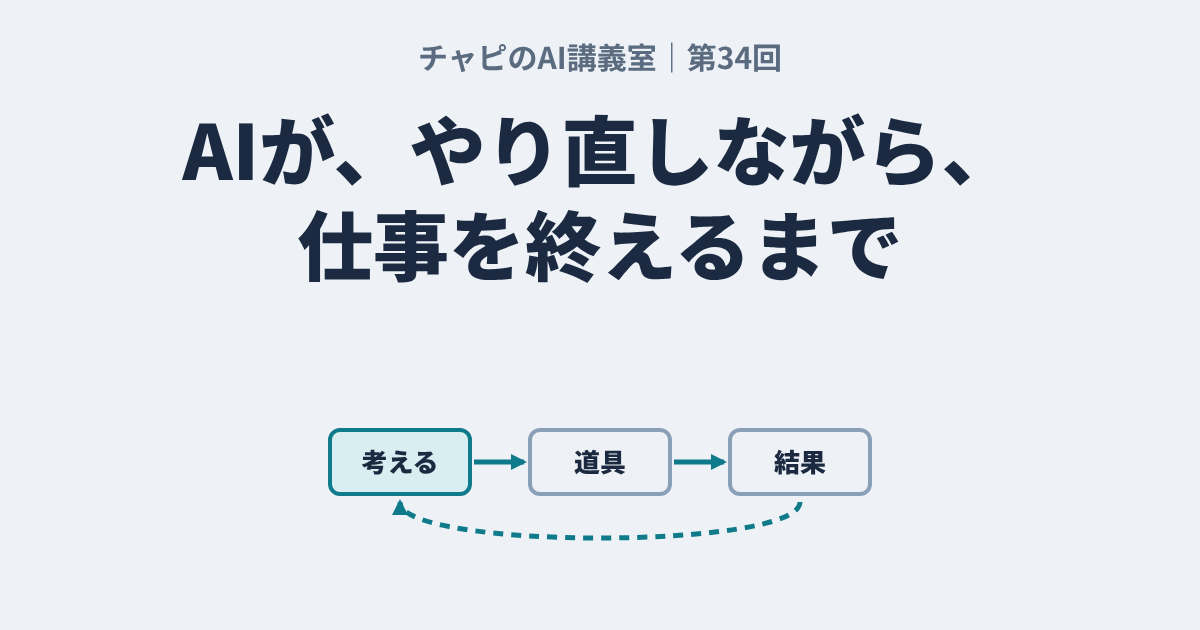 チャピのAI講義室｜第34回
AIが、やり直しながら、
仕事を終えるまで
考える
道具
結果